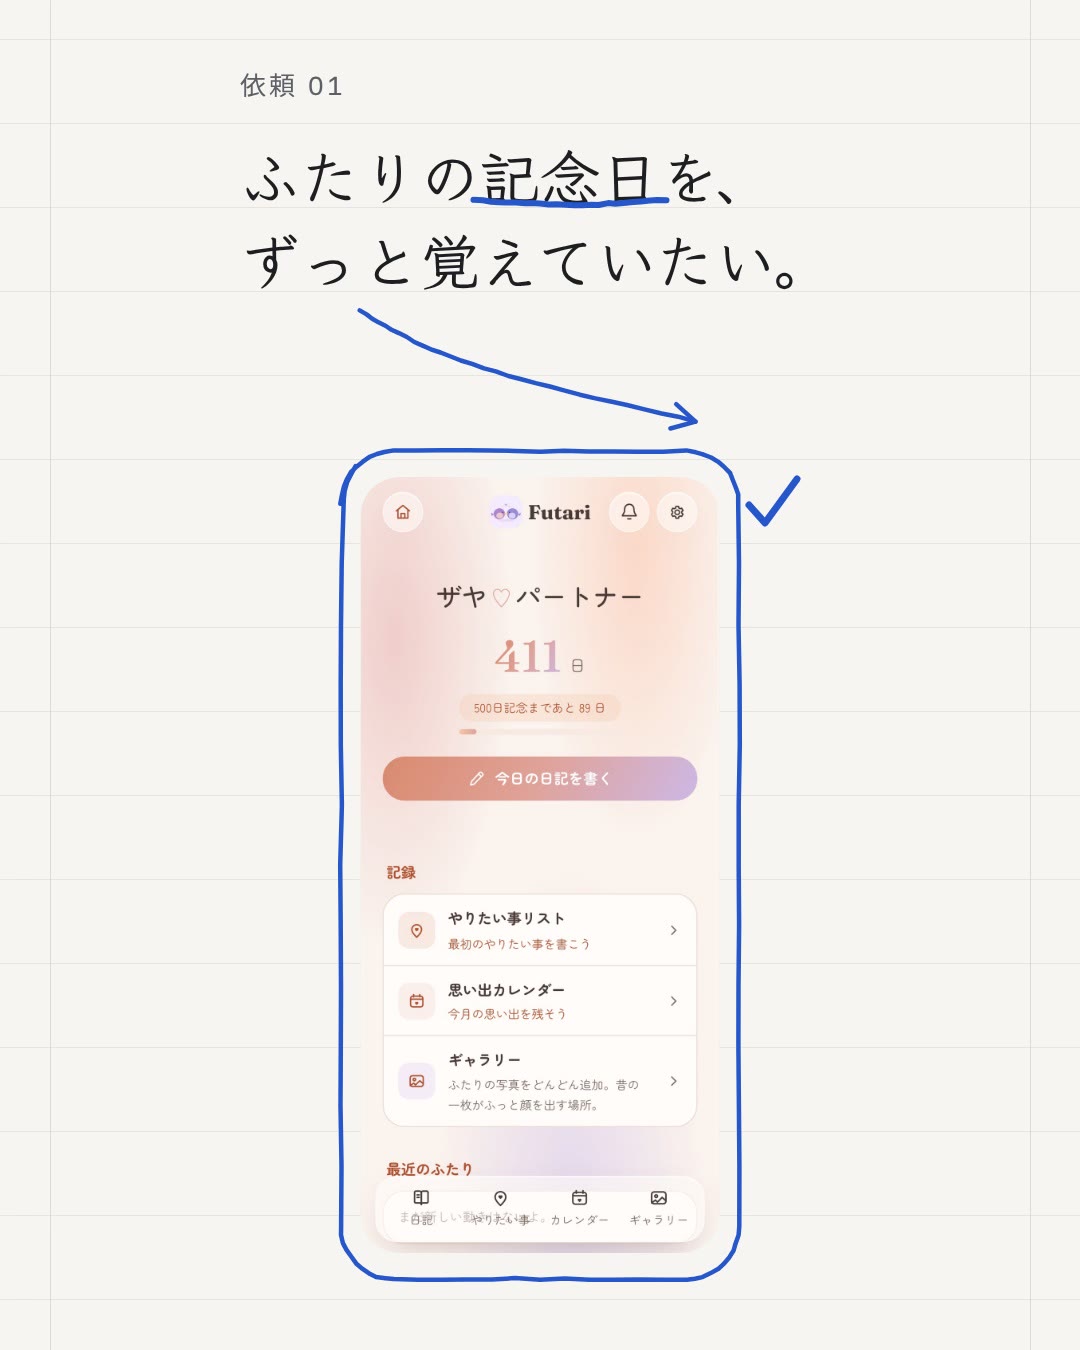 依頼 01
ふたりの記念日を、
ずっと覚えていたい。
Futari
ザヤ♡パートナー
411 日
500日記念まであと 89 日
今日の日記を書く
記録
やりたい事リスト
最初のやりたい事を書こう
思い出カレンダー
今月の思い出を残そう
ギャラリー
ふたりの写真をどんどん追加。昔の
一枚がふっと顔を出す場所。
最近のふたり
日記 やりたい事 カレンダー ギャラリー